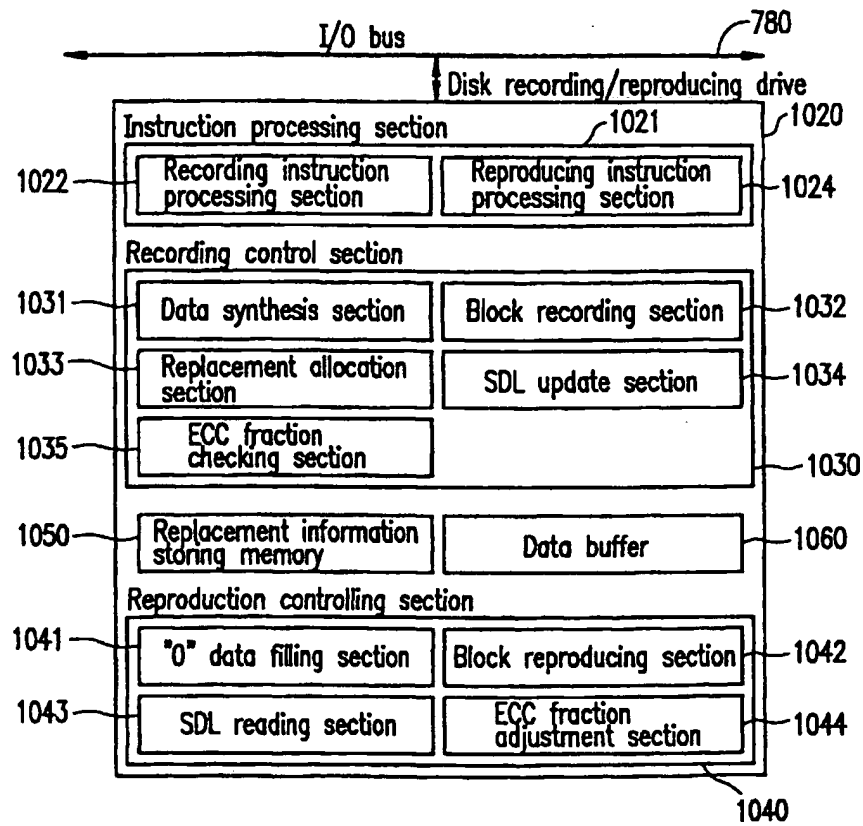 I/O bus
780
Disk recording/reproducing drive
1020
Instruction processing section
1021
1022
Recording instruction
processing section
Reproducing instruction
processing section
1024
Recording control section
1031
Data synthesis section
Block recording section
1032
1033
Replacement allocation
section
SDL update section
1034
1035
ECC fraction
checking section
1030
1050
Replacement information
storing memory
Data buffer
1060
Reproduction controlling section
1041
"0" data filling section
Block reproducing section
1042
1043
SDL reading section
ECC fraction
adjustment section
1044
1040